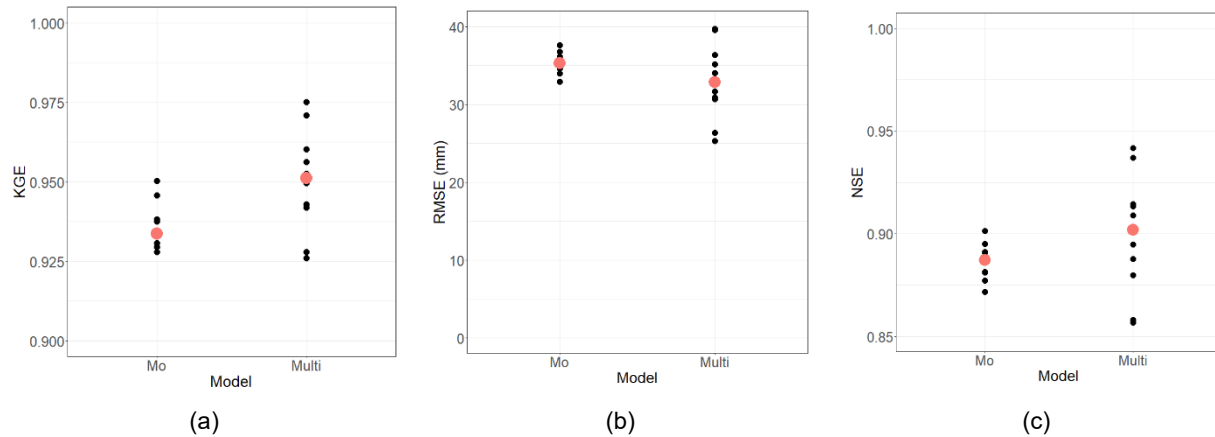 1.000
0.975
0.950
0.925
0.900
KGE
Mo Multi
Model
(a)
40
30
20
10
0
RMSE (mm)
Mo Multi
Model
(b)
1.00
0.95
0.90
0.85
NSE
Mo Multi
Model
(c)